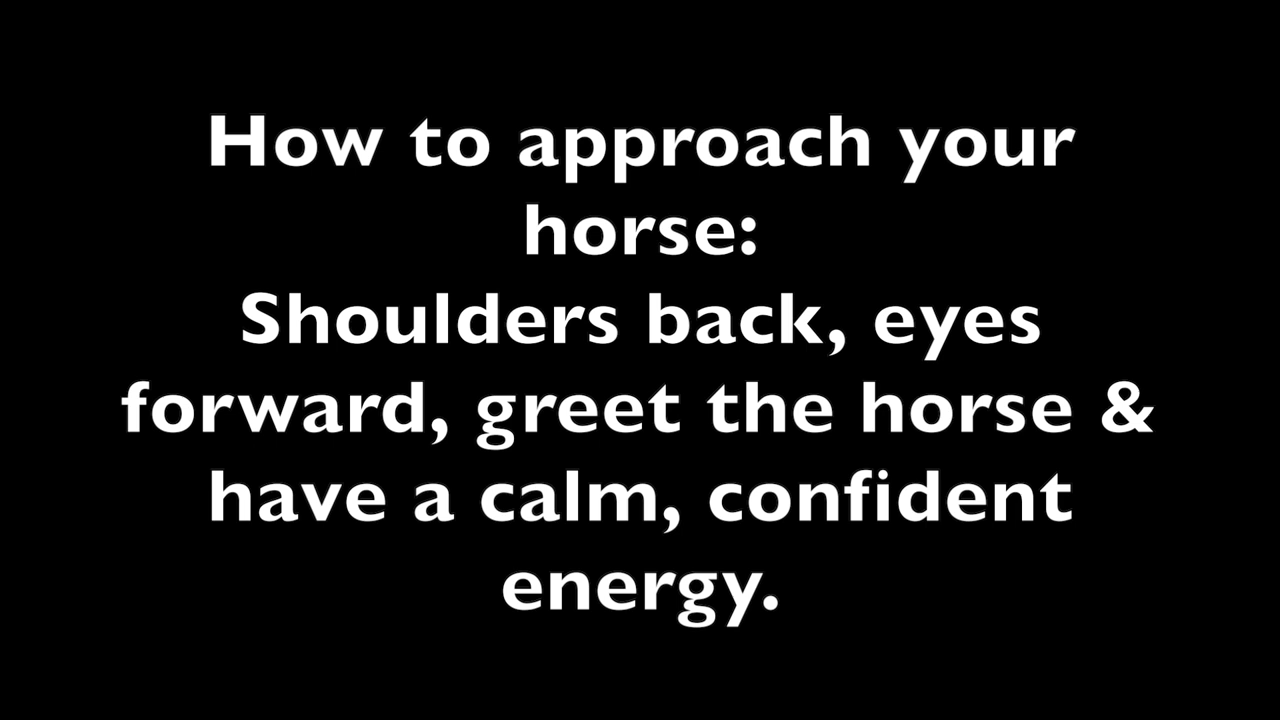 How to approach your
horse:
Shoulders back, eyes
forward, greet the horse &
have a calm, confident
energy.